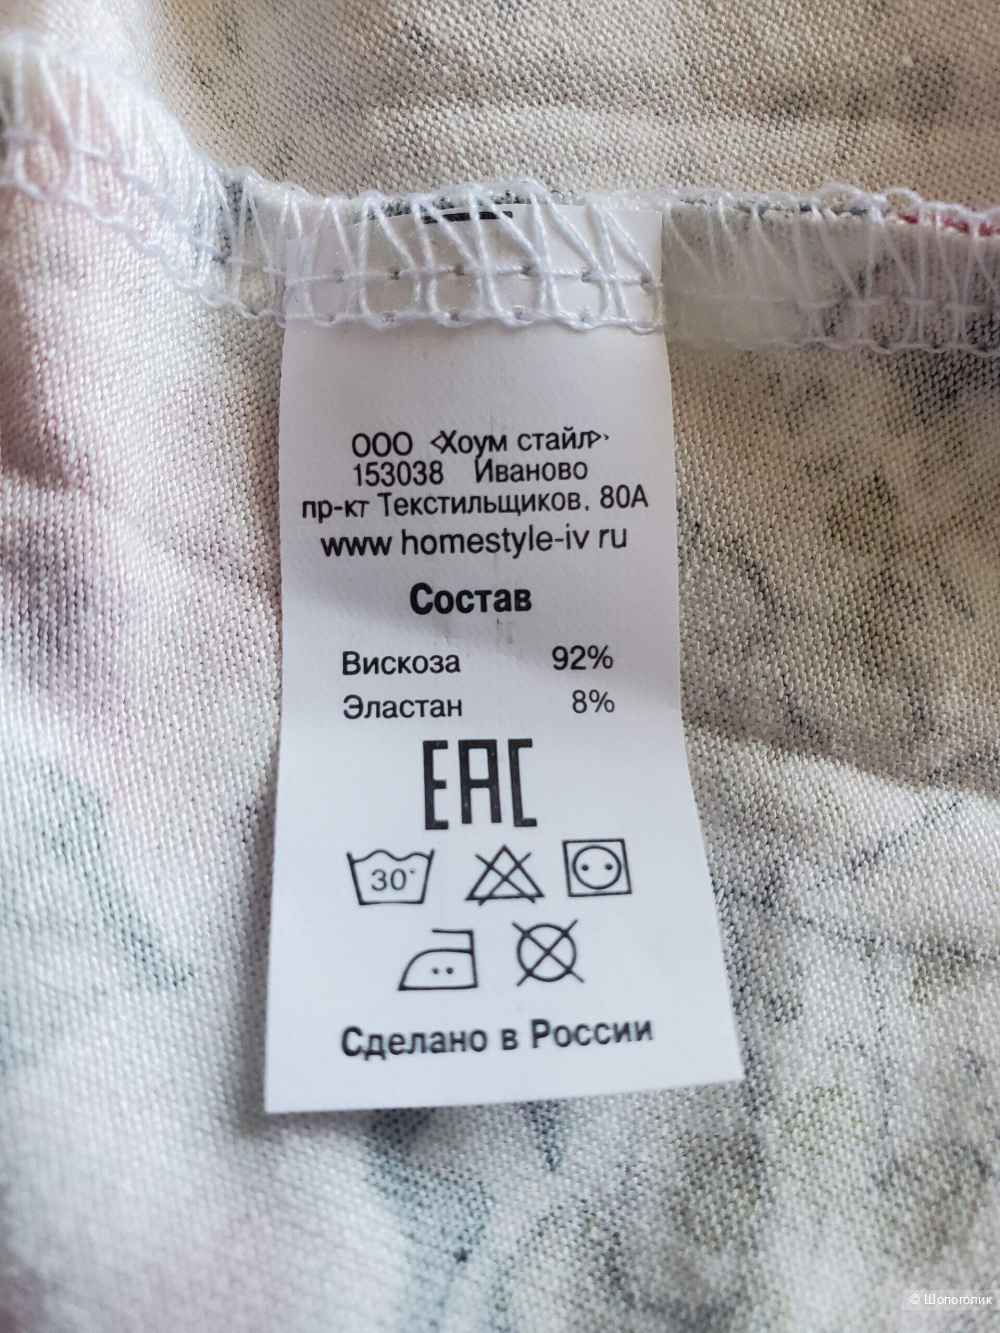 ООО «Хоум стайл»
153038 Иваново
пр-кт Текстильщиков, 80А
www homestyle-iv ru
Состав
Вискоза 92%
Эластан 8%
EAC
30°
Сделано в России
© Шопоголик